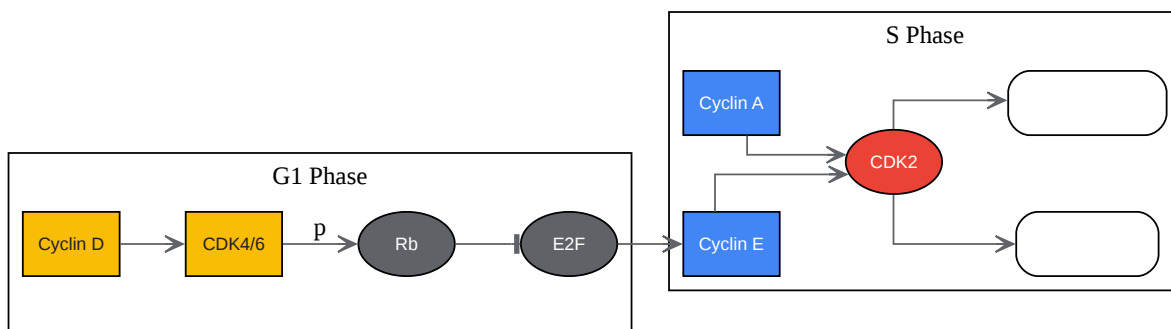 S Phase
Cyclin A
CDK2
G1 Phase
Cyclin D
CDK4/6
p
Rb
E2F
Cyclin E